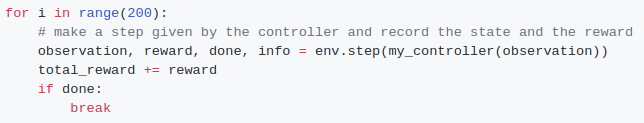 for i in range(200):
    # make a step given by the controller and record the state and the reward
    observation, reward, done, info = env.step(my_controller(observation))
    total_reward += reward
    if done:
        break